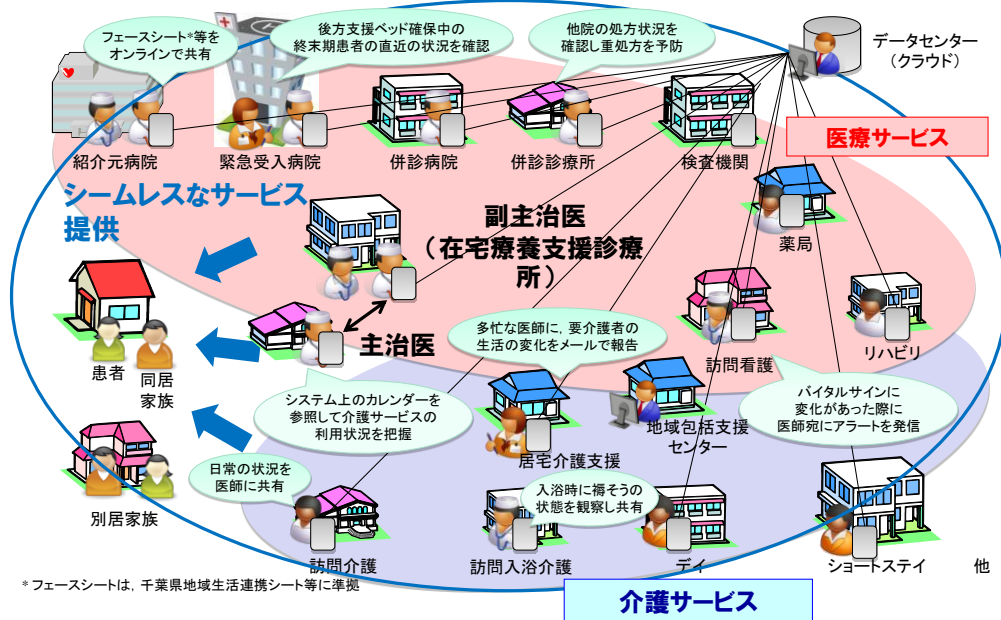 フェースシート*等を
オンラインで共有
後方支援ベッド確保中の
終末期患者の直近の状況を確認
他院の処方状況を
確認し重処方を予防
データセンター
(クラウド)
紹介元病院
緊急受入病院
併診病院
併診診療所
検査機関
医療サービス
シームレスなサービス
提供
副主治医
(在宅療養支援診療
所)
薬局
主治医
多忙な医師に,要介護者の
生活の変化をメールで報告
訪問看護
リハビリ
患者
同居
家族
システム上のカレンダーを
参照して介護サービスの
利用状況を把握
バイタルサインに
変化があった際に
医師宛にアラートを発信
地域包括支援
センター
居宅介護支援
日常の状況を
医師に共有
入浴時に褥そうの
状態を観察し共有
別居家族
訪問介護
訪問入浴介護
デイ
ショートステイ
他
* フェースシートは,千葉県地域生活連携シート等に準拠
介護サービス